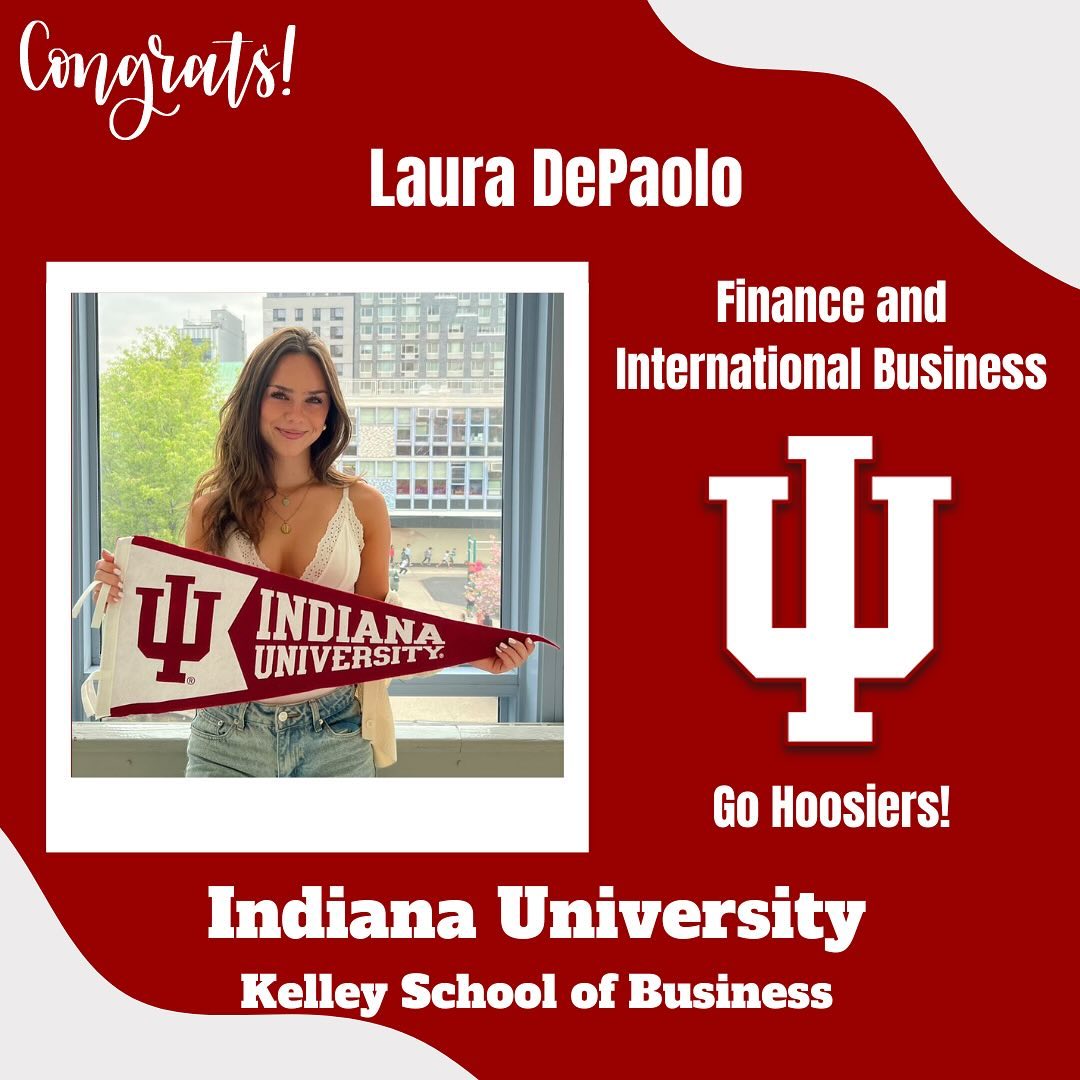 Congrats!
Laura DePaolo
Finance and
International Business
IU
INDIANA
UNIVERSITY®
IU
®
Go Hoosiers!
Indiana University
Kelley School of Business